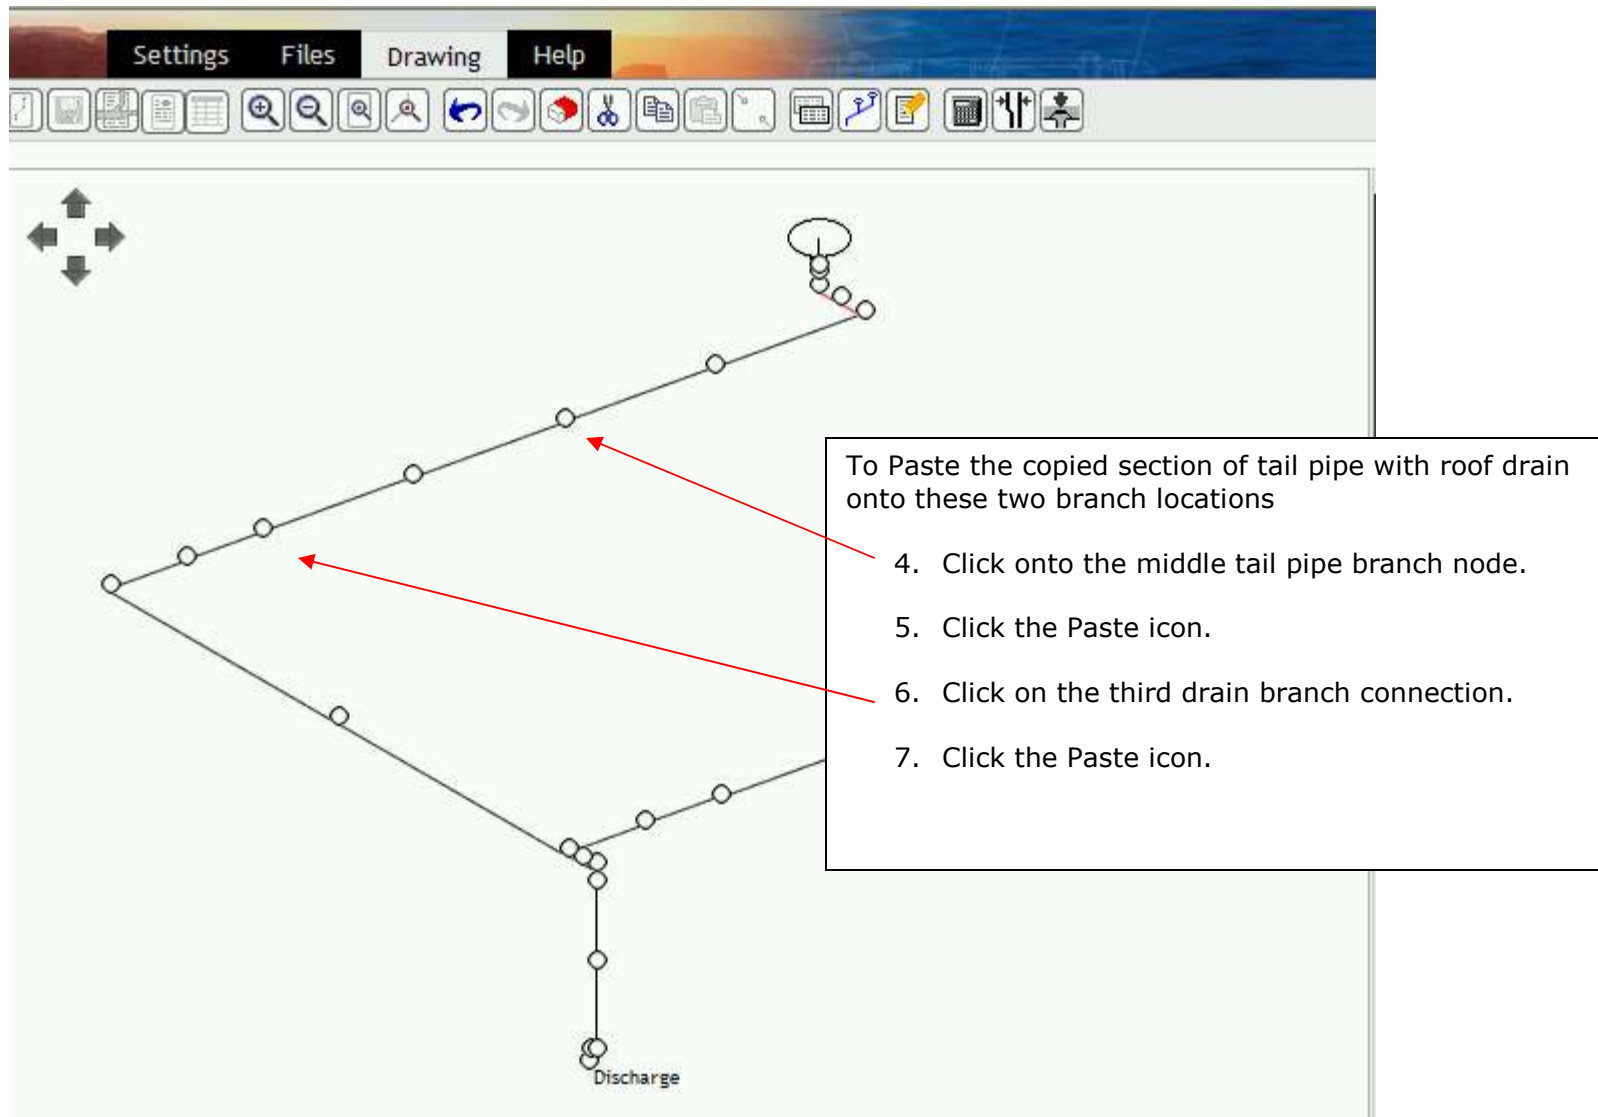 Settings Files Drawing Help
To Paste the copied section of tail pipe with roof drain
onto these two branch locations
4. Click onto the middle tail pipe branch node.
5. Click the Paste icon.
6. Click on the third drain branch connection.
7. Click the Paste icon.
Discharge